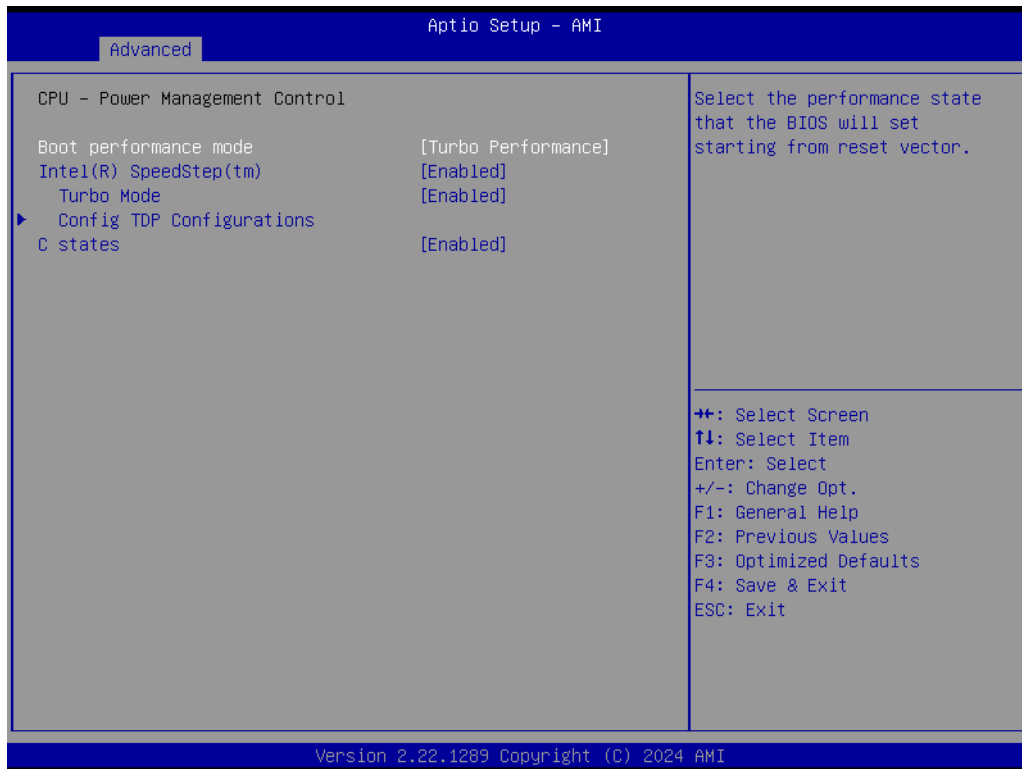 Aptio Setup – AMI
Advanced
CPU – Power Management Control
Boot performance mode [Turbo Performance]
Intel(R) SpeedStep(tm) [Enabled]
Turbo Mode [Enabled]
Config TDP Configurations
C states [Enabled]
Select the performance state
that the BIOS will set
starting from reset vector.
→←: Select Screen
↑↓: Select Item
Enter: Select
+/-: Change Opt.
F1: General Help
F2: Previous Values
F3: Optimized Defaults
F4: Save & Exit
ESC: Exit
Version 2.22.1289 Copyright (C) 2024 AMI